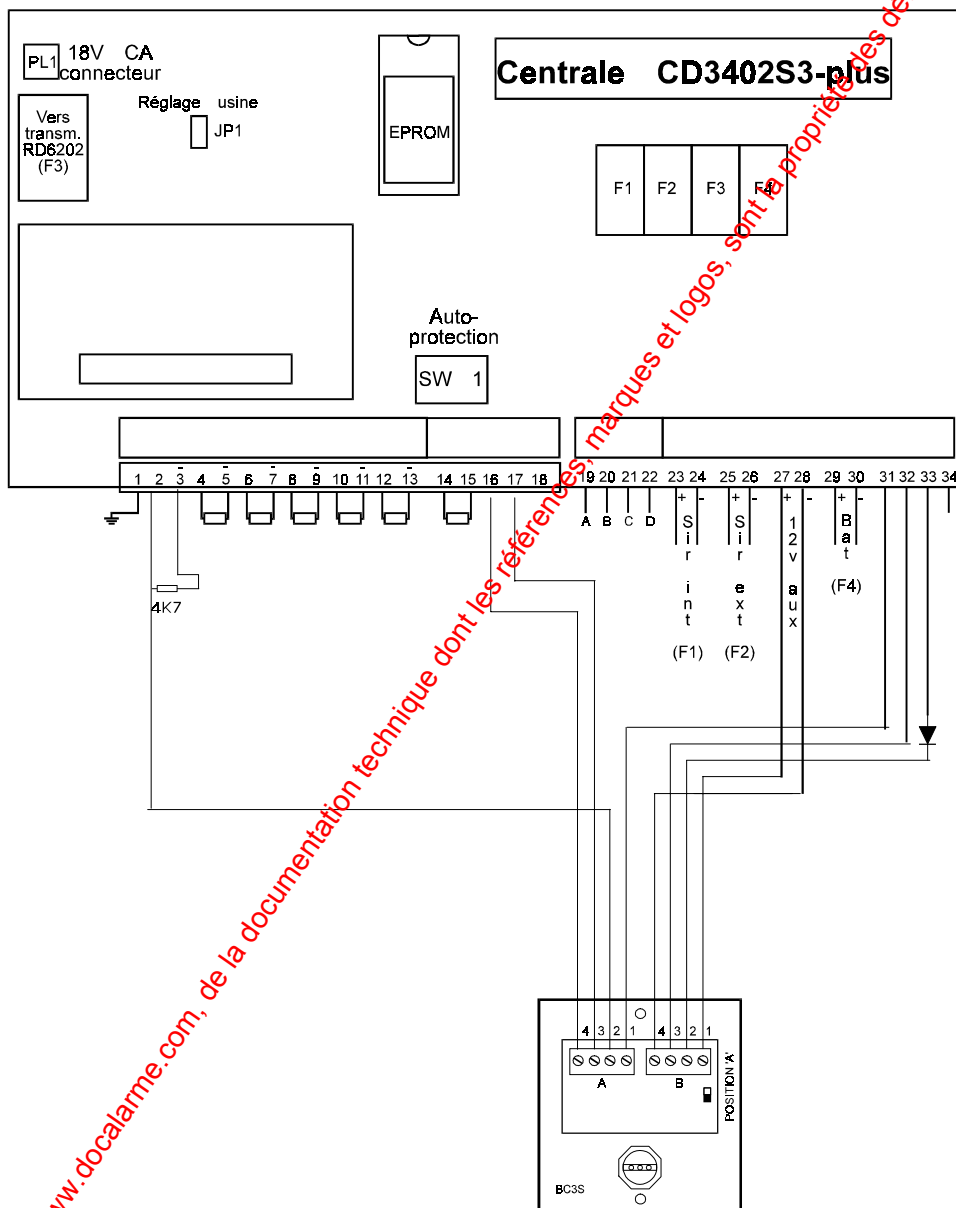 PL1 18V CA
connecteur
Centrale CD3402S3-plus
Vers
transm.
RD6202
(F3)
Réglage usine
JP1
EPROM
F1 F2 F3 F4
Auto-
protection
SW 1
- - - - - -
1 2 3 4 5 6 7 8 9 10 11 12 13 14 15 16 17 18 19 20 21 22 23 24 25 26 27 28 29 30 31 32 33 34
+ - + - + - + -
A B C D
Sir int
(F1)
Sir ext
(F2)
12v aux
Bat
(F4)
4K7
4 3 2 1 4 3 2 1
A B
POSITION 'A'
BC3S
ww.docalarme.com, de la documentation technique dont les références, marques et logos, sont la propriété des de